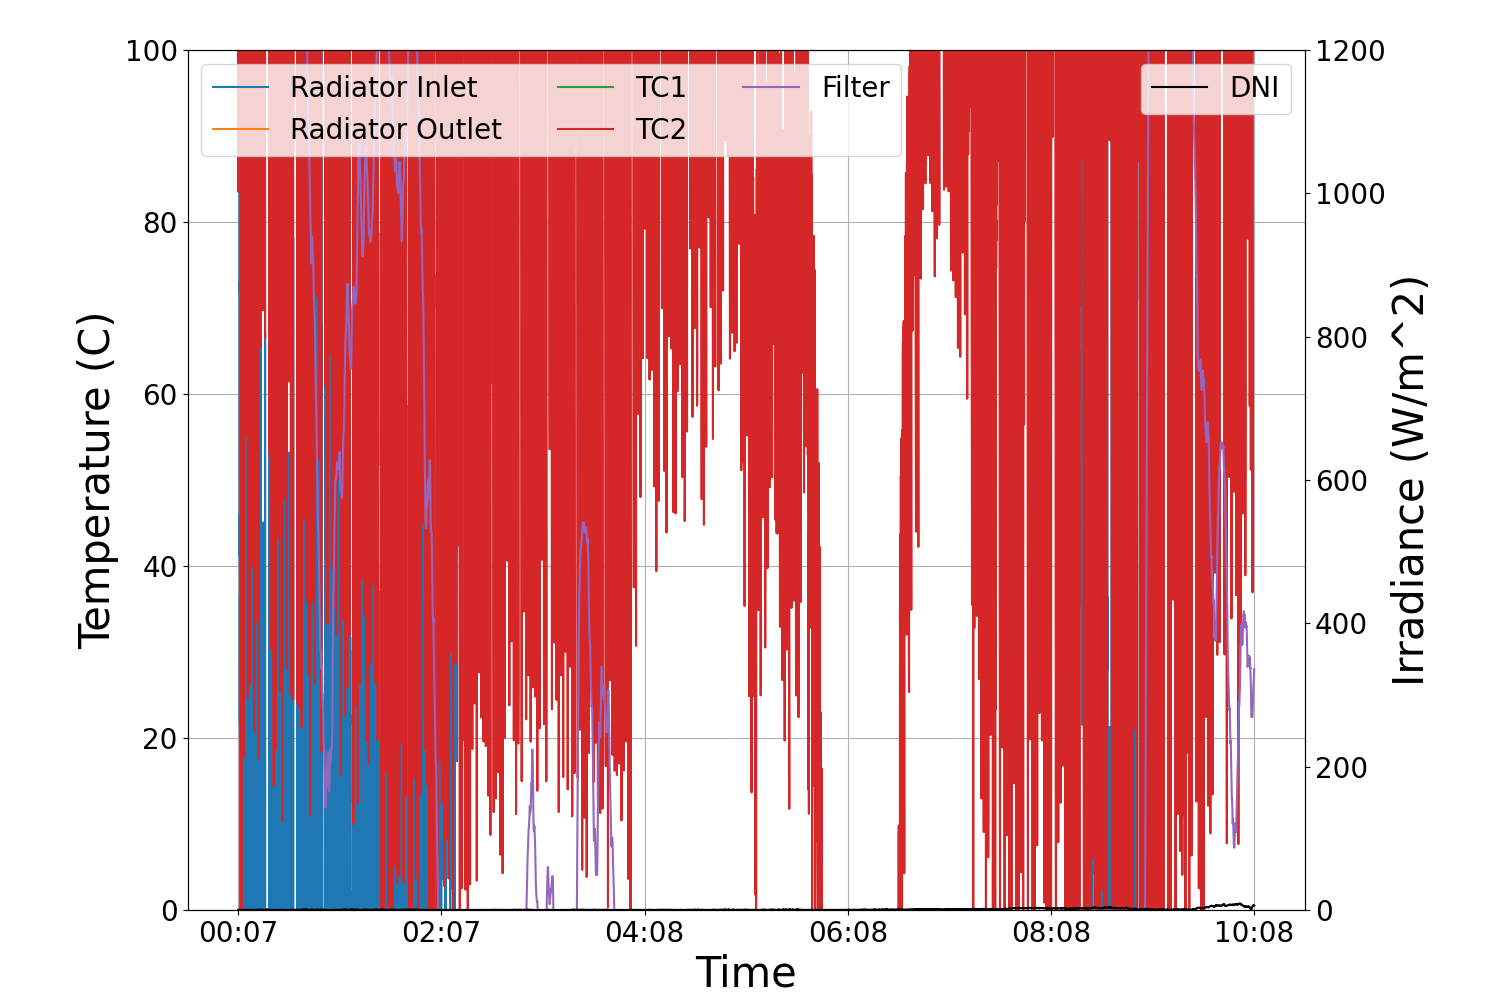 100
80
60
40
20
0
Temperature (C)
Radiator Inlet
Radiator Outlet
TC1
TC2
Filter
DNI
1200
1000
800
600
400
200
0
Irradiance (W/m^2)
00:07
02:07
04:08
06:08
08:08
10:08
Time